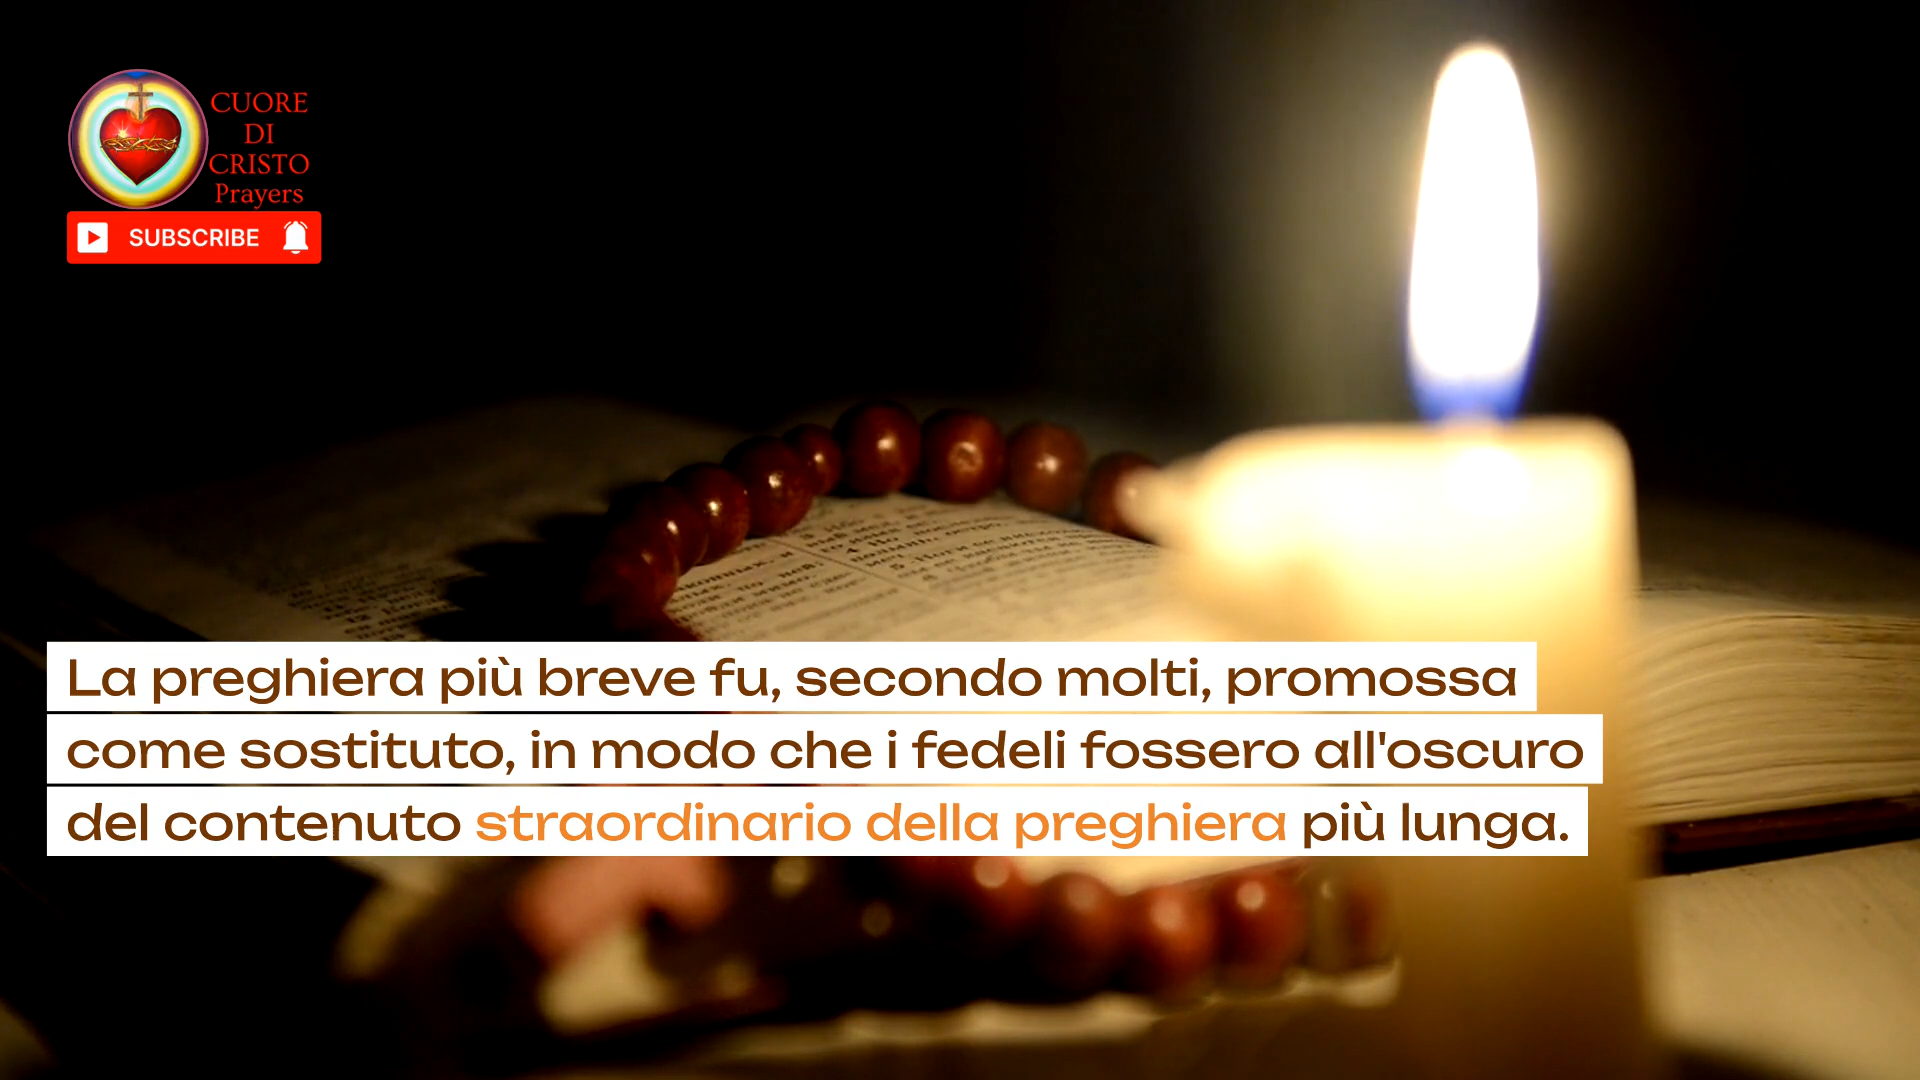 CUORE
DI
CRISTO
Prayers
SUBSCRIBE
La preghiera più breve fu, secondo molti, promossa
come sostituto, in modo che i fedeli fossero all'oscuro
del contenuto straordinario della preghiera più lunga.